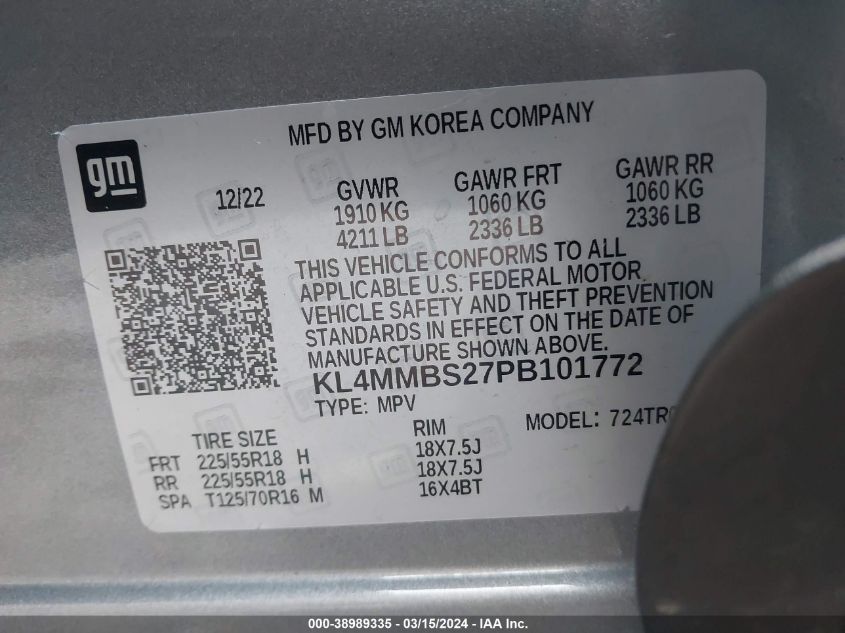 MFD BY GM KOREA COMPANY
gm
12/22
GVWR GAWR FRT GAWR RR
1910 KG 1060 KG 1060 KG
4211 LB 2336 LB 2336 LB
THIS VEHICLE CONFORMS TO ALL
APPLICABLE U.S. FEDERAL MOTOR
VEHICLE SAFETY AND THEFT PREVENTION
STANDARDS IN EFFECT ON THE DATE OF
MANUFACTURE SHOWN ABOVE.
KL4MMBS27PB101772
TYPE: MPV
MODEL:
TIRE SIZE RIM
FRT 225/55R18 H 18X7.5J
RR 225/55R18 H 18X7.5J
SPA T125/70R16 M 16X4BT
000-38989335 - 03/15/2024 - IAA Inc.